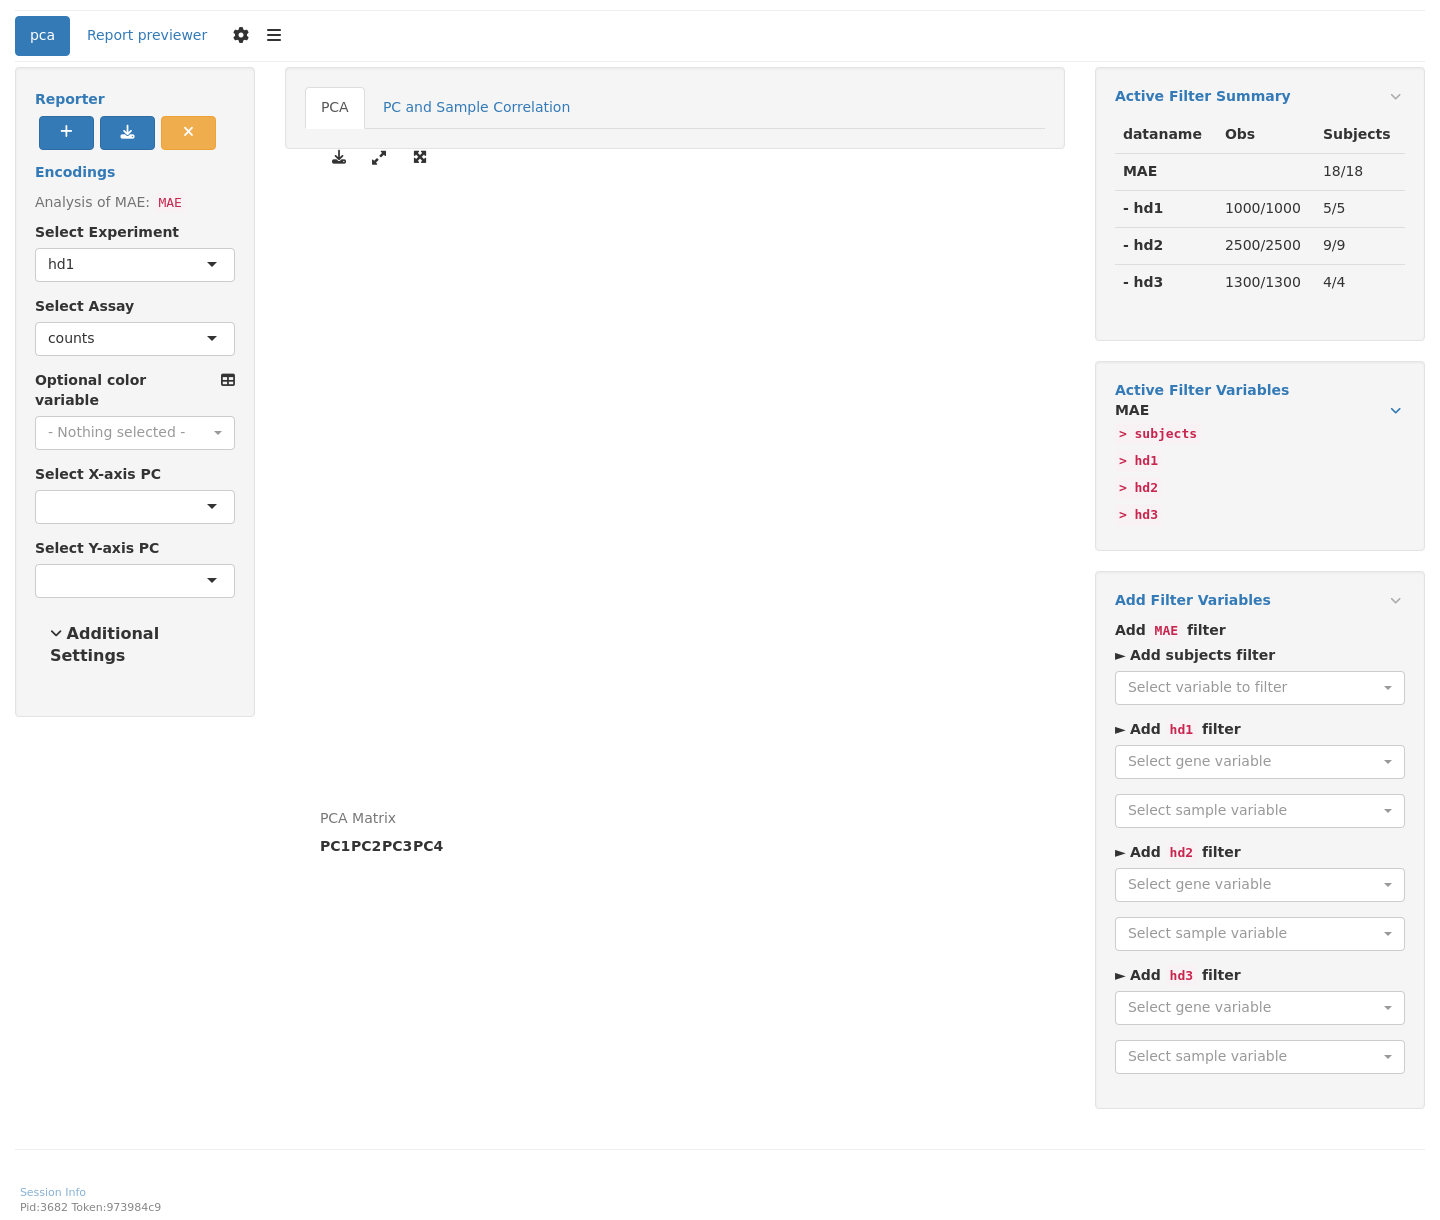 pca
Report previewer
Reporter
Encodings
Analysis of MAE: MAE
Select Experiment
hd1
Select Assay
counts
Optional color
variable
- Nothing selected -
Select X-axis PC
Select Y-axis PC
Additional
Settings
PCA
PC and Sample Correlation
PCA Matrix
PC1PC2PC3PC4
Active Filter Summary
dataname Obs Subjects
MAE 18/18
- hd1 1000/1000 5/5
- hd2 2500/2500 9/9
- hd3 1300/1300 4/4
Active Filter Variables
MAE
> subjects
> hd1
> hd2
> hd3
Add Filter Variables
Add MAE filter
► Add subjects filter
Select variable to filter
► Add hd1 filter
Select gene variable
Select sample variable
► Add hd2 filter
Select gene variable
Select sample variable
► Add hd3 filter
Select gene variable
Select sample variable
Session Info
Pid:3682 Token:973984c9